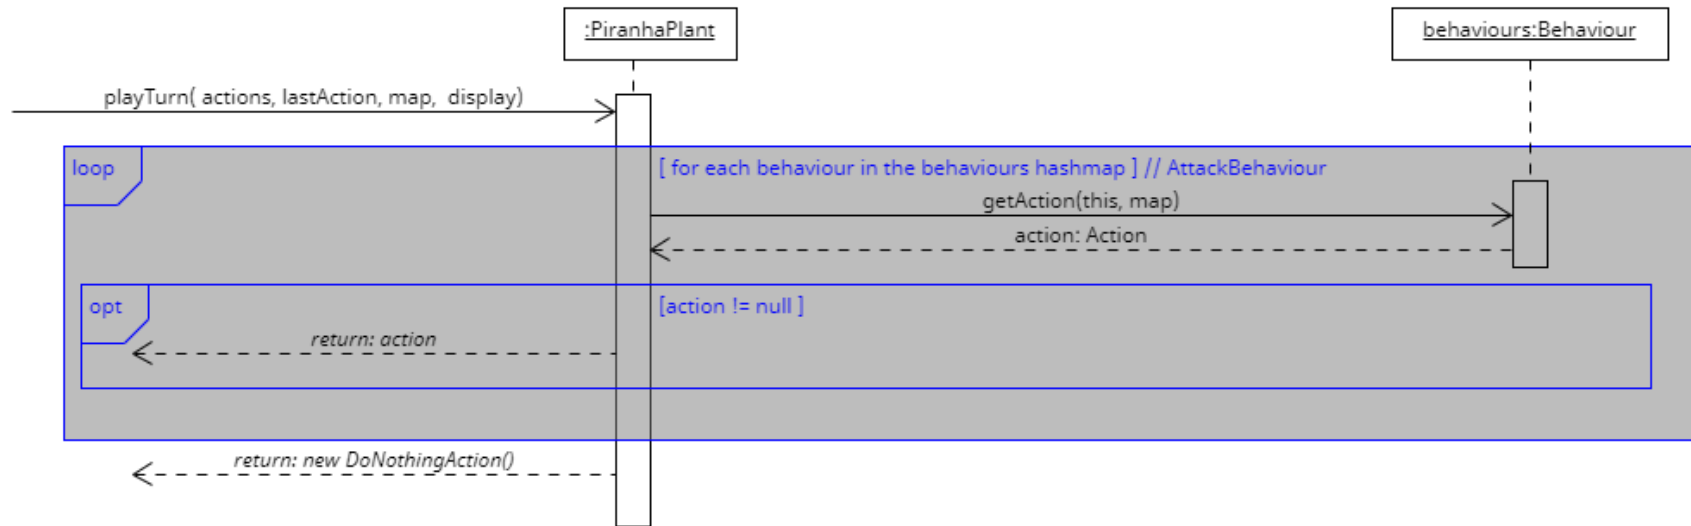 :PiranhaPlant
behaviours:Behaviour
playTurn( actions, lastAction, map,  display)
loop
[ for each behaviour in the behaviours hashmap ] // AttackBehaviour
getAction(this, map)
action: Action
opt
[action != null ]
return: action
return: new DoNothingAction()